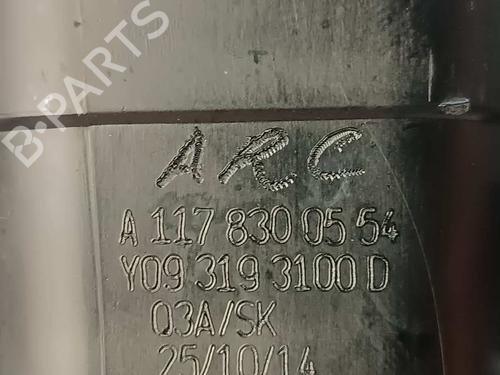 B-PARTS
ARC
A 117 830 05 54
Y09 319 3100 D
03A/SK
25/10/14